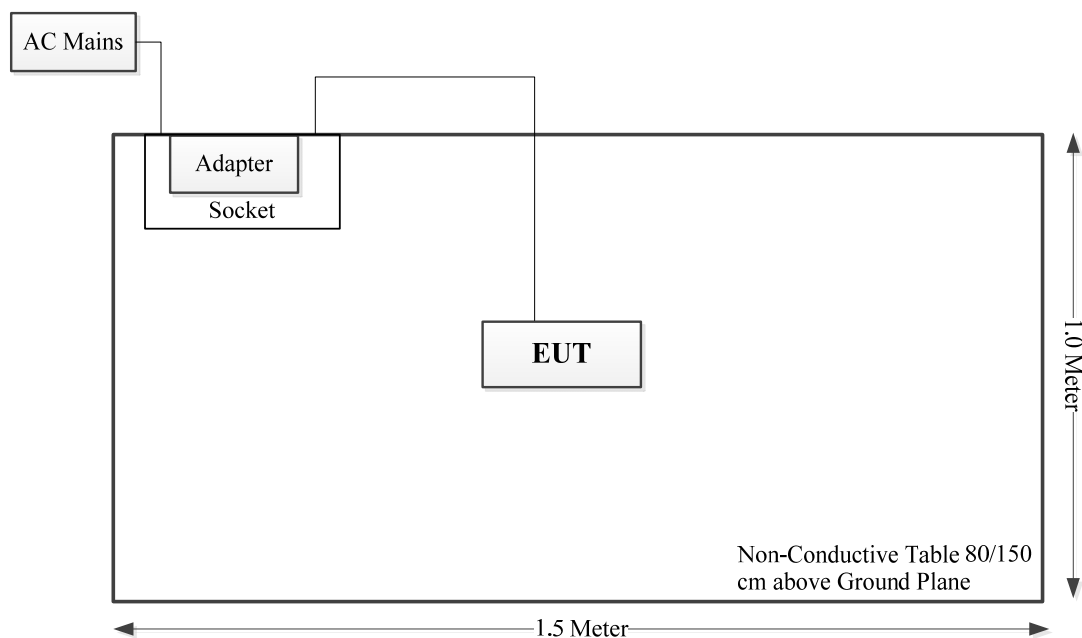 AC Mains
Adapter
Socket
EUT
1.0 Meter
Non-Conductive Table 80/150
cm above Ground Plane
1.5 Meter